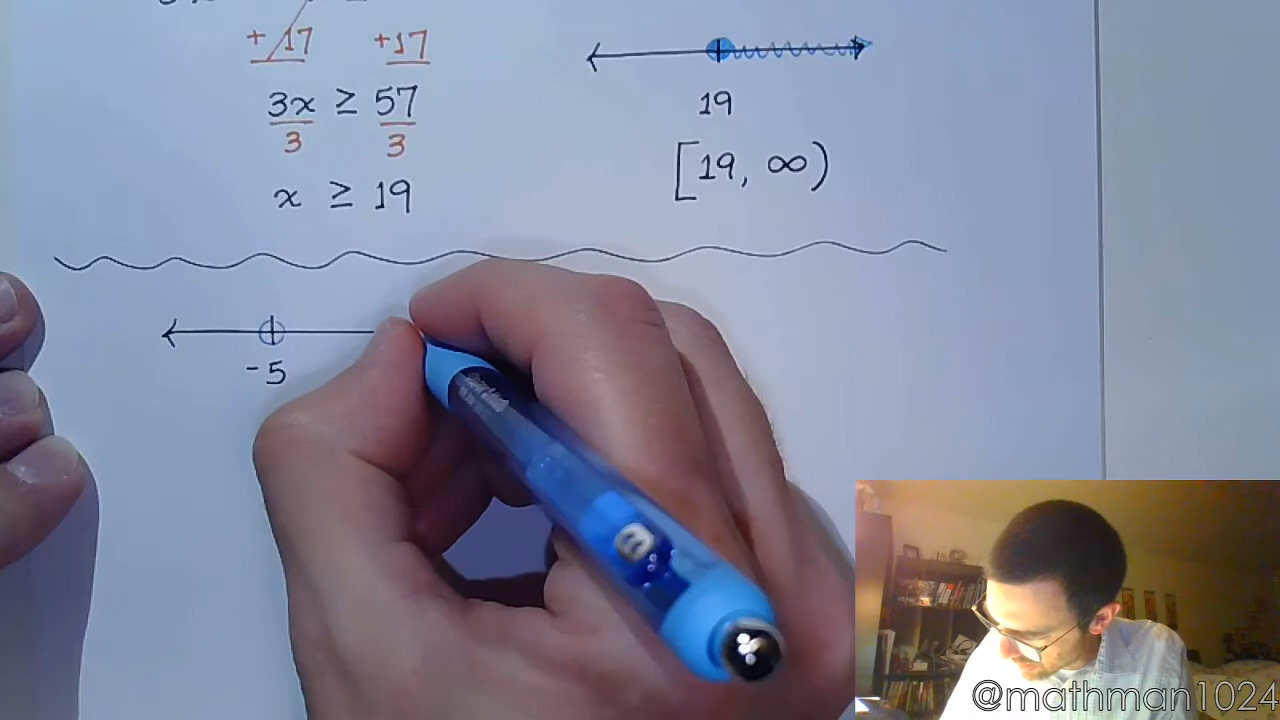 +17 +17
3x ≥ 57
3 3
x ≥ 19
19
[19, ∞)
-5
@mathman1024